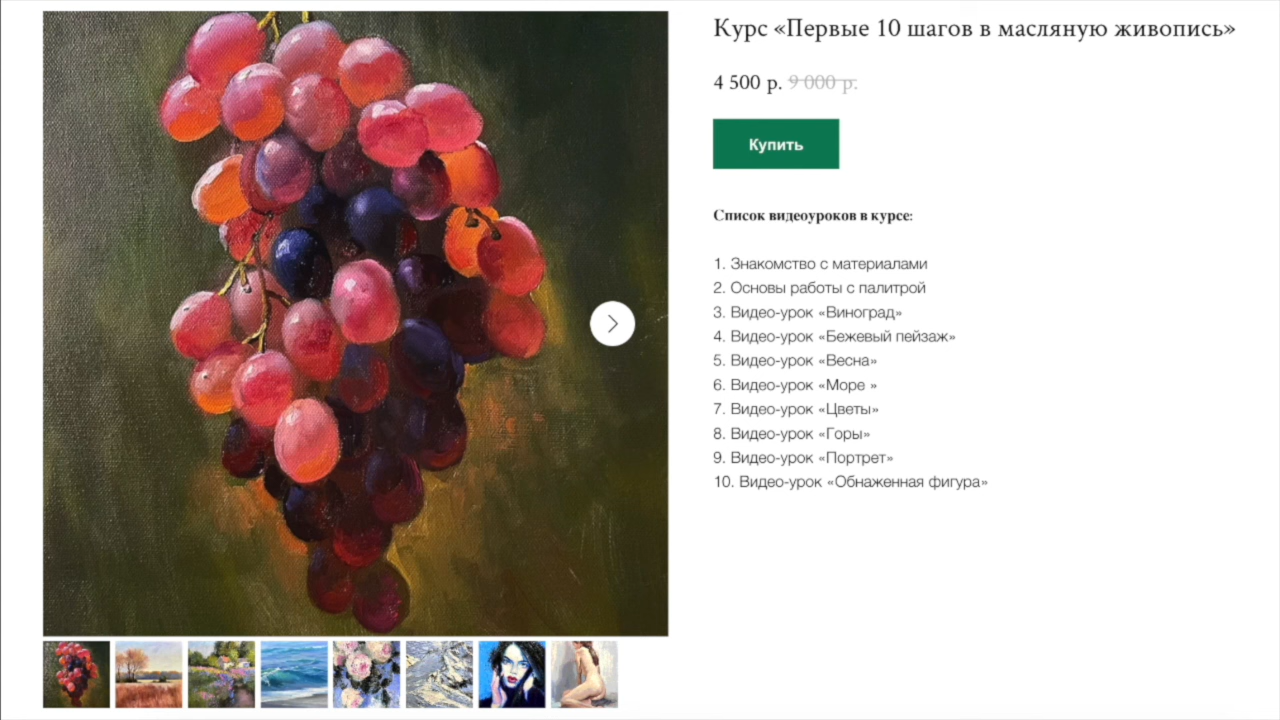 Курс «Первые 10 шагов в масляную живопись»
4 500 р. 9 000 р.
Купить
Список видеоуроков в курсе:
1. Знакомство с материалами
2. Основы работы с палитрой
3. Видео-урок «Виноград»
4. Видео-урок «Бежевый пейзаж»
5. Видео-урок «Весна»
6. Видео-урок «Море »
7. Видео-урок «Цветы»
8. Видео-урок «Горы»
9. Видео-урок «Портрет»
10. Видео-урок «Обнаженная фигура»